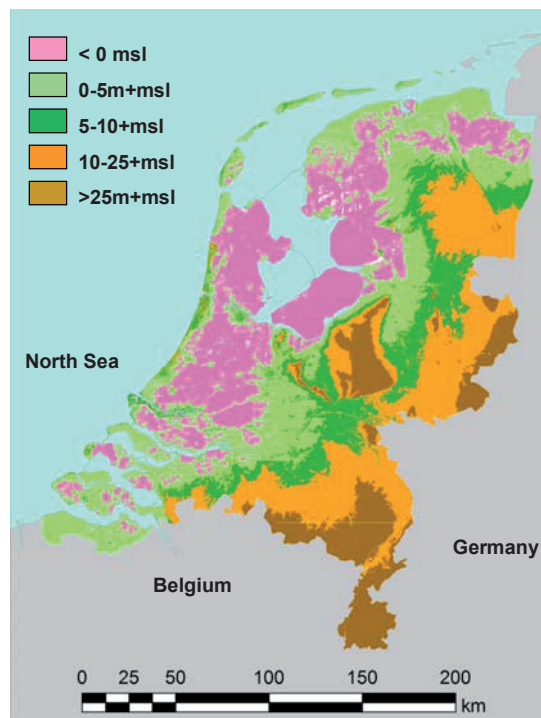 < 0 msl
0-5m+msl
5-10+msl
10-25+msl
>25m+msl
North Sea
Germany
Belgium
0 25 50 100 150 200
km